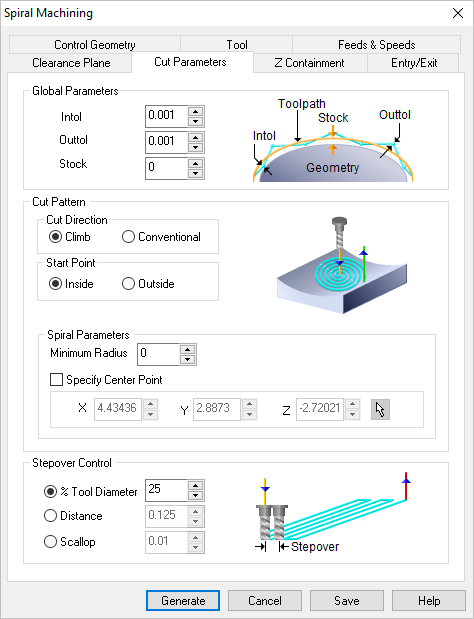 Spiral Machining
Control Geometry Tool Feeds & Speeds
Clearance Plane Cut Parameters Z Containment Entry/Exit
Global Parameters
Intol 0.001
Outtol 0.001
Stock 0
Toolpath
Stock
Outtol
Intol
Geometry
Cut Pattern
Cut Direction
Climb Conventional
Start Point
Inside Outside
Spiral Parameters
Minimum Radius 0
Specify Center Point
X 4.43436 Y 2.8873 Z -2.72021
Stepover Control
% Tool Diameter 25
Distance 0.125
Scallop 0.01
Stepover
Generate Cancel Save Help